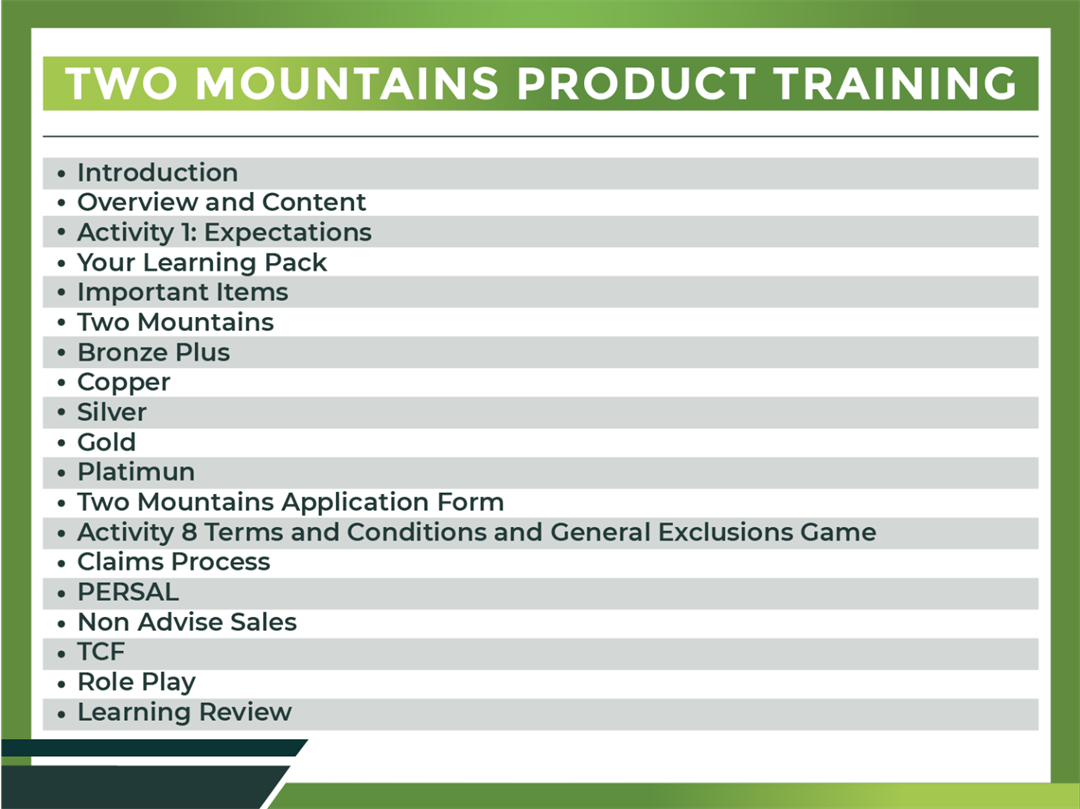 TWO MOUNTAINS PRODUCT TRAINING
• Introduction
• Overview and Content
• Activity 1: Expectations
• Your Learning Pack
• Important Items
• Two Mountains
• Bronze Plus
• Copper
• Silver
• Gold
• Platimun
• Two Mountains Application Form
• Activity 8 Terms and Conditions and General Exclusions Game
• Claims Process
• PERSAL
• Non Advise Sales
• TCF
• Role Play
• Learning Review